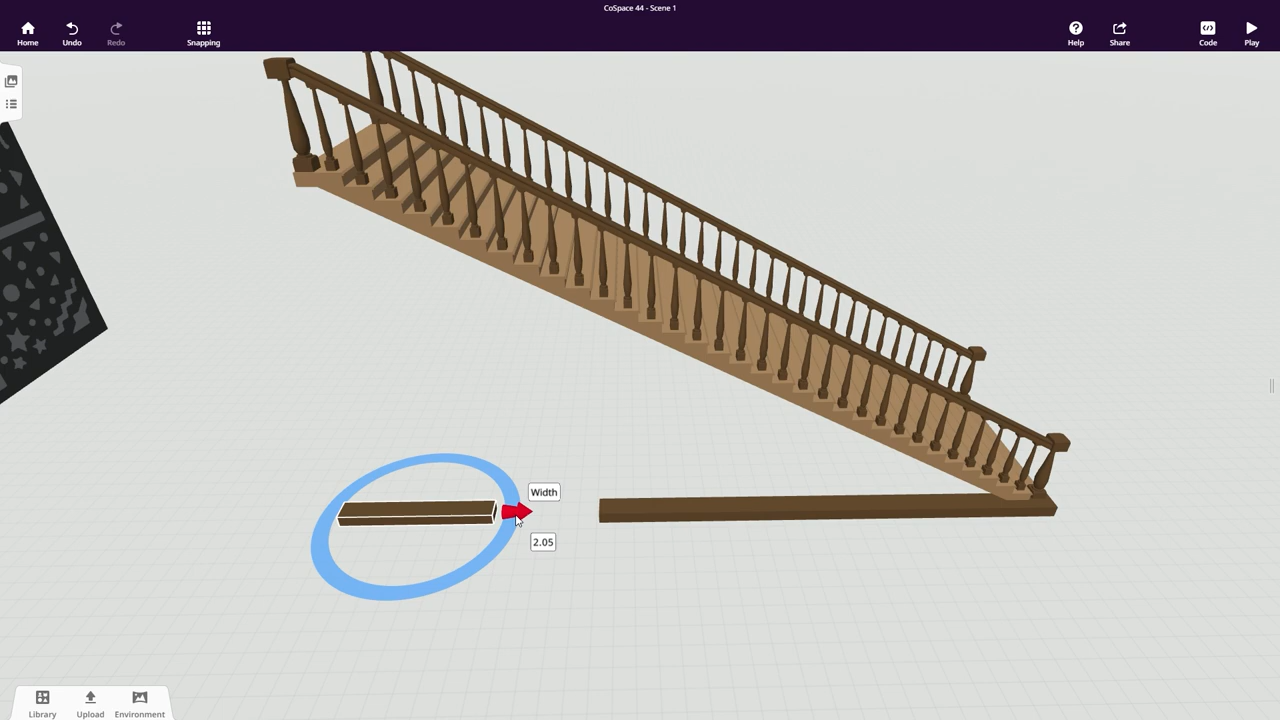 CoSpace 44 - Scene 1
Home Undo Redo Snapping Help Share Code Play
Width
2.05
Library Upload Environment